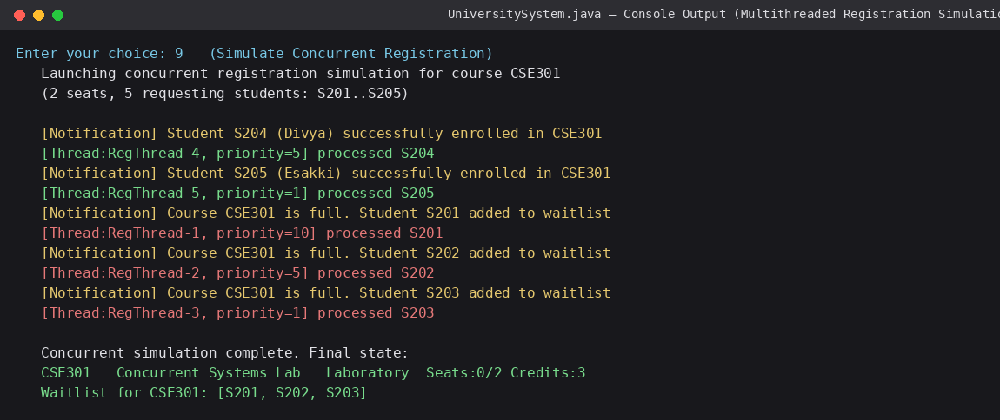 UniversitySystem.java — Console Output (Multithreaded Registration
Enter your choice: 9   (Simulate Concurrent Registration)
Launching concurrent registration simulation for course CSE301
(2 seats, 5 requesting students: S201..S205)
[Notification] Student S204 (Divya) successfully enrolled in CSE301
[Thread:RegThread-4, priority=5] processed S204
[Notification] Student S205 (Esakki) successfully enrolled in CSE301
[Thread:RegThread-5, priority=1] processed S205
[Notification] Course CSE301 is full. Student S201 added to waitlist
[Thread:RegThread-1, priority=10] processed S201
[Notification] Course CSE301 is full. Student S202 added to waitlist
[Thread:RegThread-2, priority=5] processed S202
[Notification] Course CSE301 is full. Student S203 added to waitlist
[Thread:RegThread-3, priority=1] processed S203
Concurrent simulation complete. Final state:
CSE301   Concurrent Systems Lab   Laboratory  Seats:0/2 Credits:3
Waitlist for CSE301: [S201, S202, S203]